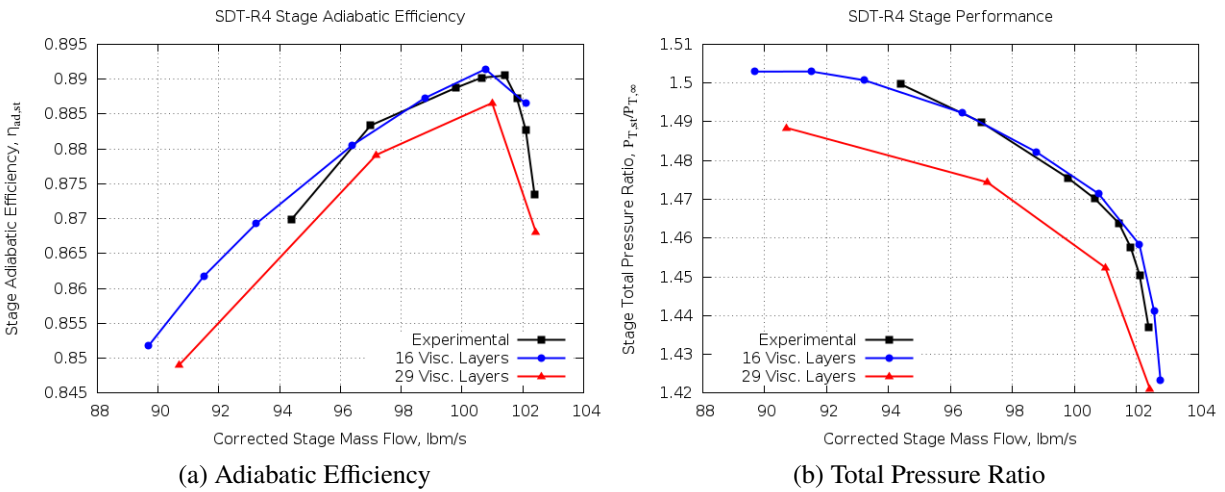 SDT-R4 Stage Adiabatic Efficiency
Stage Adiabatic Efficiency, ηad,st
0.895
0.89
0.885
0.88
0.875
0.87
0.865
0.86
0.855
0.85
0.845
Experimental
16 Visc. Layers
29 Visc. Layers
88 90 92 94 96 98 100 102 104
Corrected Stage Mass Flow, lbm/s
(a) Adiabatic Efficiency
SDT-R4 Stage Performance
Stage Total Pressure Ratio, PT,st/PT,∞
1.51
1.5
1.49
1.48
1.47
1.46
1.45
1.44
1.43
1.42
Experimental
16 Visc. Layers
29 Visc. Layers
88 90 92 94 96 98 100 102 104
Corrected Stage Mass Flow, lbm/s
(b) Total Pressure Ratio